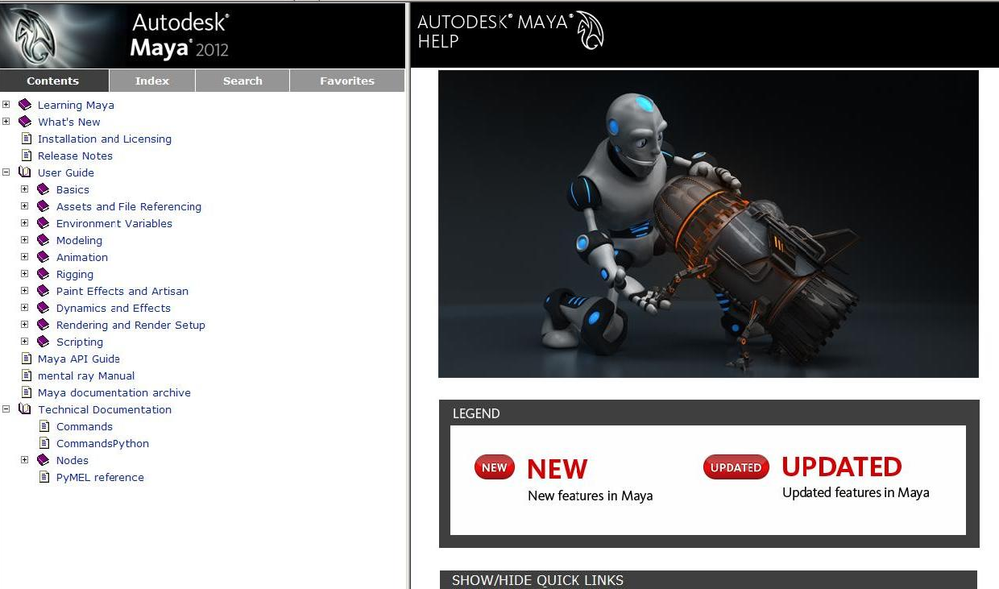 Autodesk®
Maya® 2012
Contents
Index
Search
Favorites
Learning Maya
What's New
Installation and Licensing
Release Notes
User Guide
Basics
Assets and File Referencing
Environment Variables
Modeling
Animation
Rigging
Paint Effects and Artisan
Dynamics and Effects
Rendering and Render Setup
Scripting
Maya API Guide
mental ray Manual
Maya documentation archive
Technical Documentation
Commands
CommandsPython
Nodes
PyMEL reference
AUTODESK® MAYA®
HELP
LEGEND
NEW NEW
New features in Maya
UPDATED UPDATED
Updated features in Maya
SHOW/HIDE QUICK LINKS